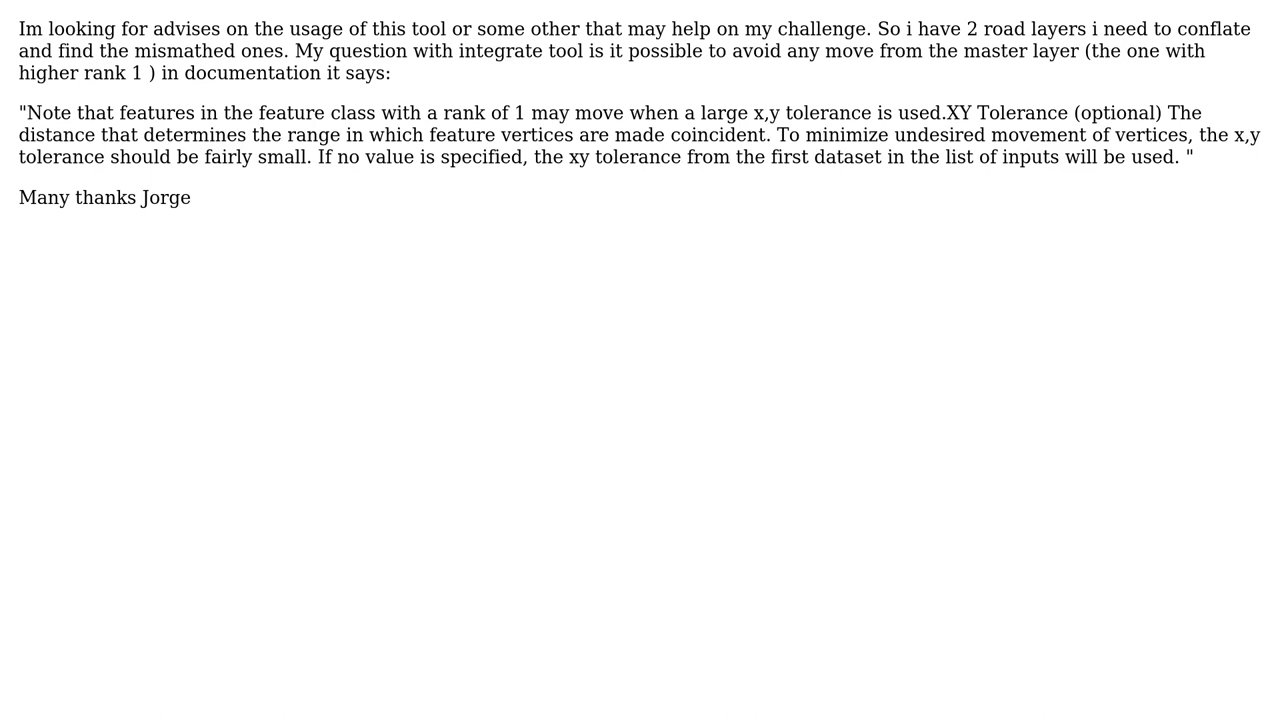 Im looking for advises on the usage of this tool or some other that may help on my challenge. So i have 2 road layers i need to conflate
and find the mismathed ones. My question with integrate tool is it possible to avoid any move from the master layer (the one with
higher rank 1 ) in documentation it says:
"Note that features in the feature class with a rank of 1 may move when a large x,y tolerance is used.XY Tolerance (optional) The
distance that determines the range in which feature vertices are made coincident. To minimize undesired movement of vertices, the x,y
tolerance should be fairly small. If no value is specified, the xy tolerance from the first dataset in the list of inputs will be used. "
Many thanks Jorge